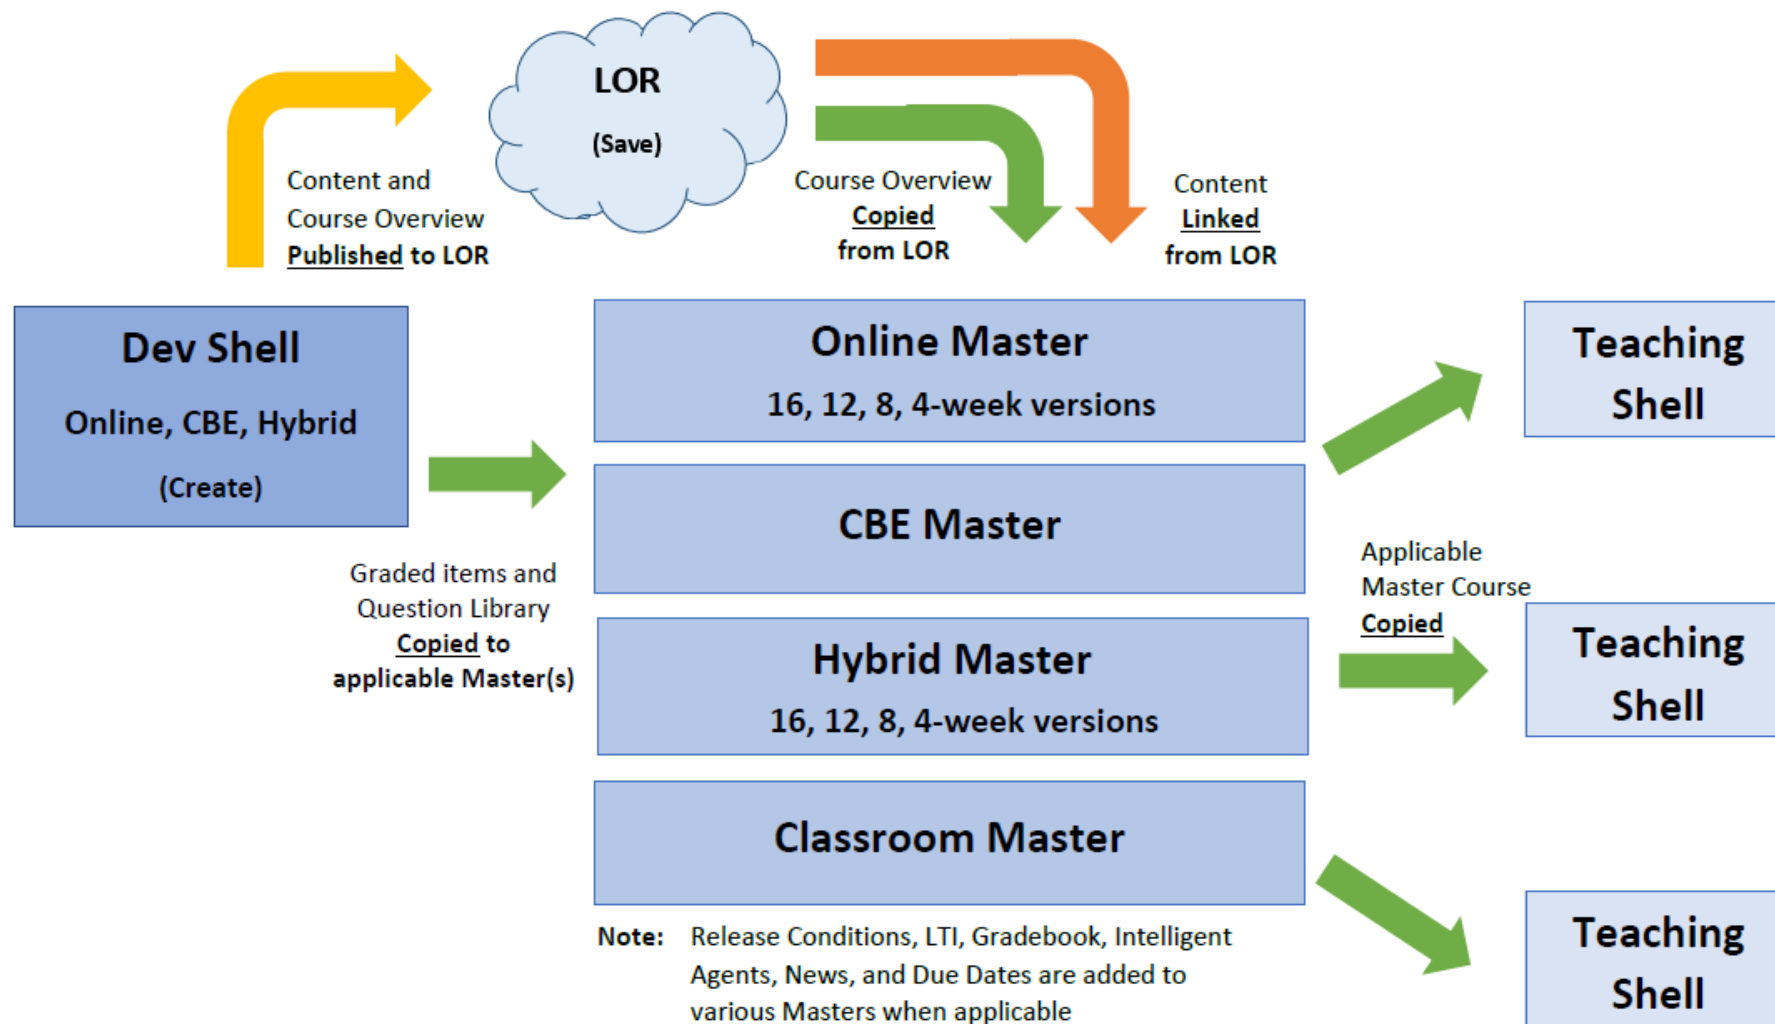 LOR
(Save)
Content and
Course Overview
Published to LOR
Course Overview
Copied
from LOR
Content
Linked
from LOR
Dev Shell
Online, CBE, Hybrid
(Create)
Graded items and
Question Library
Copied to
applicable Master(s)
Online Master
16, 12, 8, 4-week versions
CBE Master
Hybrid Master
16, 12, 8, 4-week versions
Classroom Master
Note: Release Conditions, LTI, Gradebook, Intelligent
Agents, News, and Due Dates are added to
various Masters when applicable
Applicable
Master Course
Copied
Teaching
Shell
Teaching
Shell
Teaching
Shell